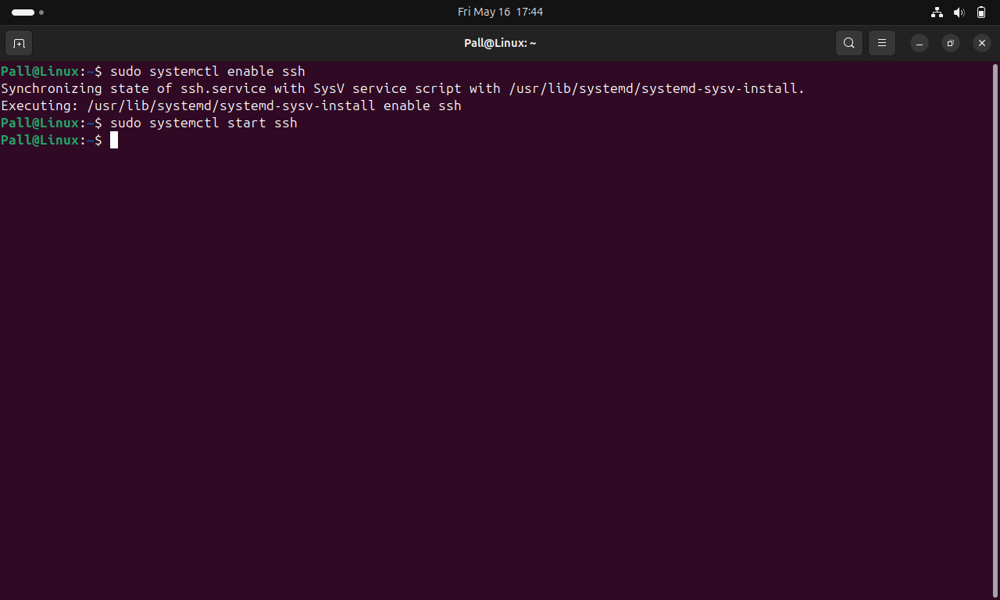 Fri May 16 17:44
Pall@Linux: ~
Pall@Linux:~$ sudo systemctl enable ssh
Synchronizing state of ssh.service with SysV service script with /usr/lib/systemd/systemd-sysv-install.
Executing: /usr/lib/systemd/systemd-sysv-install enable ssh
Pall@Linux:~$ sudo systemctl start ssh
Pall@Linux:~$